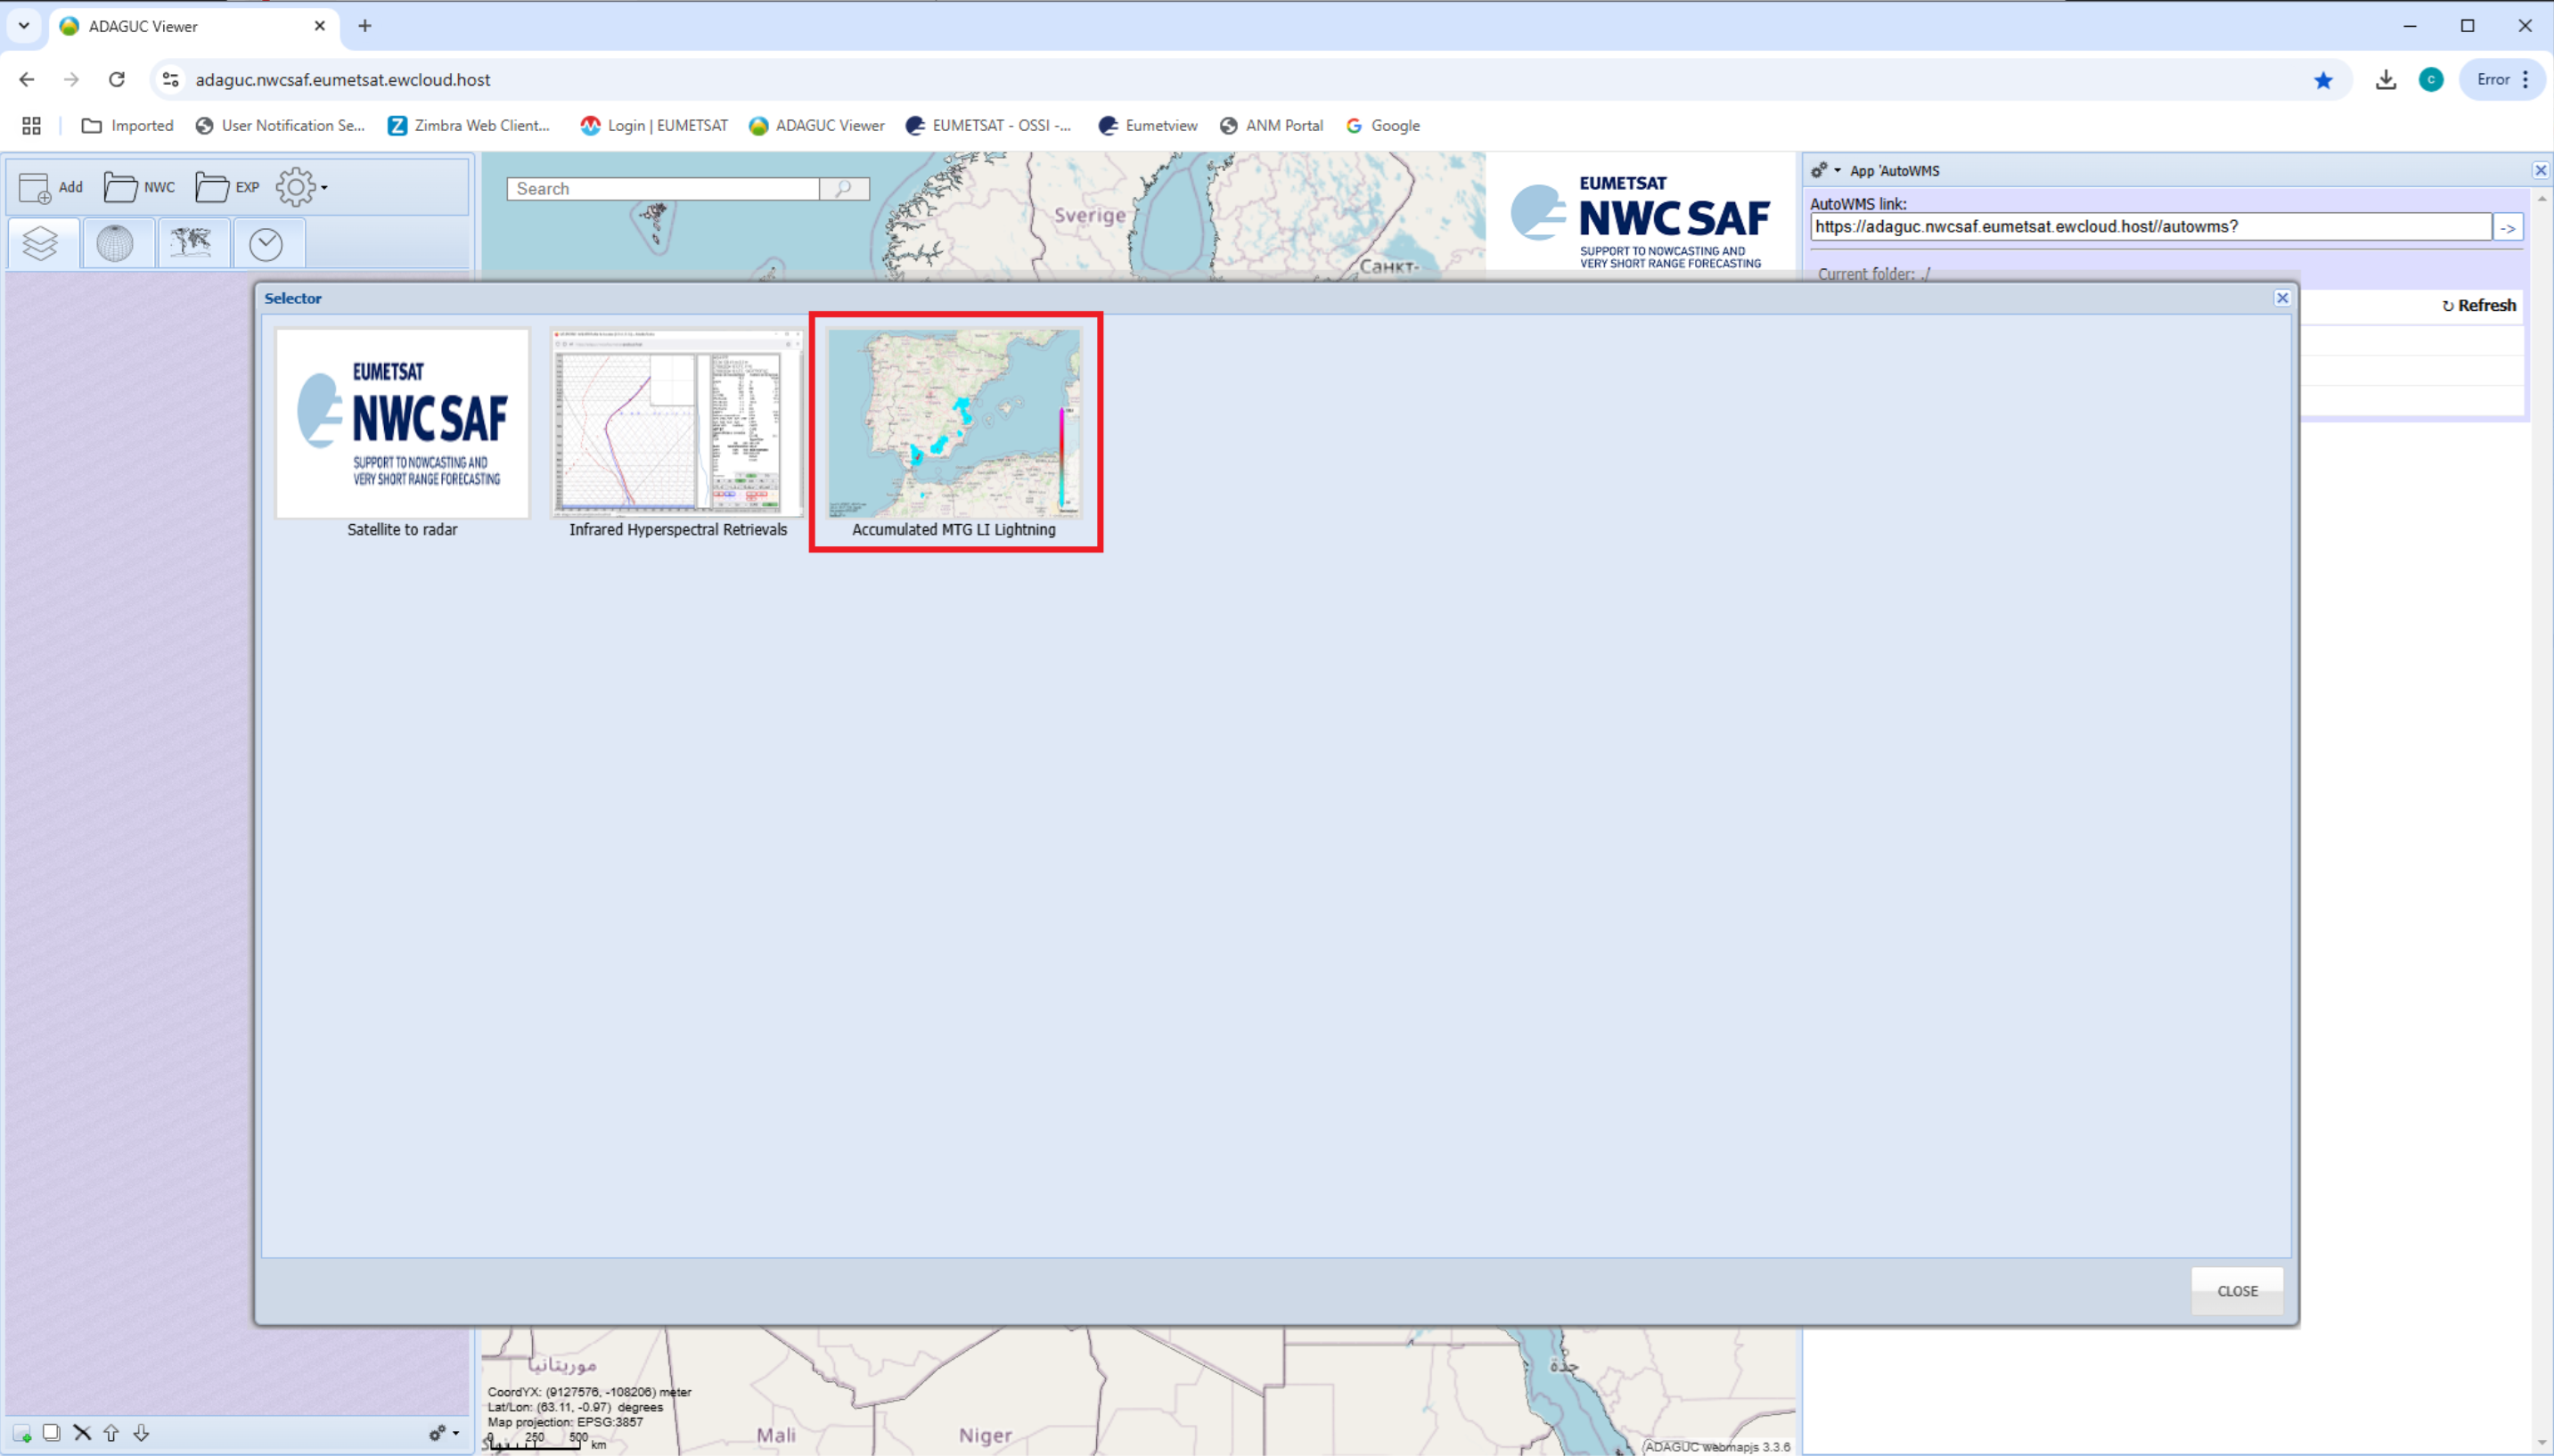 ADAGUC Viewer
adaguc.nwcsaf.eumetsat.ewcloud.host
Error
Imported
User Notification Se...
Zimbra Web Client...
Login | EUMETSAT
ADAGUC Viewer
EUMETSAT - OSSI -...
Eumetview
ANM Portal
Google
Add
NWC
EXP
Search
Sverige
Санкт-
EUMETSAT
NWC SAF
SUPPORT TO NOWCASTING AND
VERY SHORT RANGE FORECASTING
App 'AutoWMS
AutoWMS link:
https://adaguc.nwcsaf.eumetsat.ewcloud.host//autowms?
->
Current folder: ./
Refresh
Selector
EUMETSAT
NWC SAF
SUPPORT TO NOWCASTING AND
VERY SHORT RANGE FORECASTING
Satellite to radar
Infrared Hyperspectral Retrievals
Accumulated MTG LI Lightning
CLOSE
موريتانيا
جدة
CoordYX: (9127576, -108206) meter
Lat/Lon: (63.11, -0.97) degrees
Map projection: EPSG:3857
0 250 500 km
Mali
Niger
ADAGUC webmapjs 3.3.6